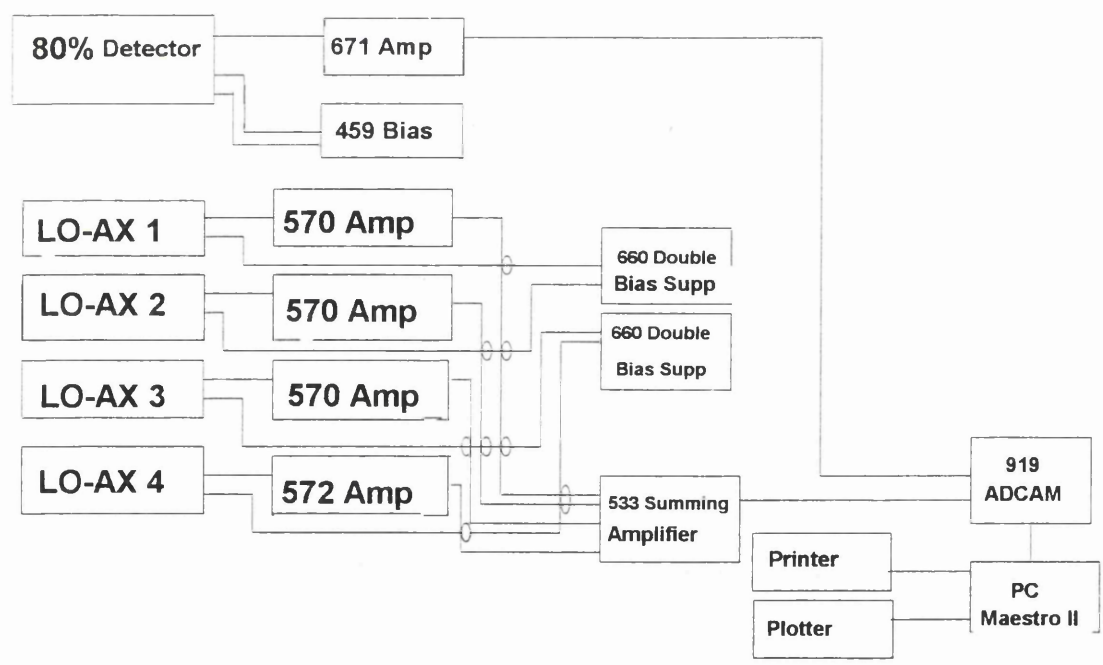 80% Detector
671 Amp
459 Bias
LO-AX 1
570 Amp
660 Double
Bias Supp
LO-AX 2
570 Amp
660 Double
Bias Supp
LO-AX 3
570 Amp
LO-AX 4
572 Amp
533 Summing
Amplifier
919
ADCAM
Printer
PC
Maestro II
Plotter